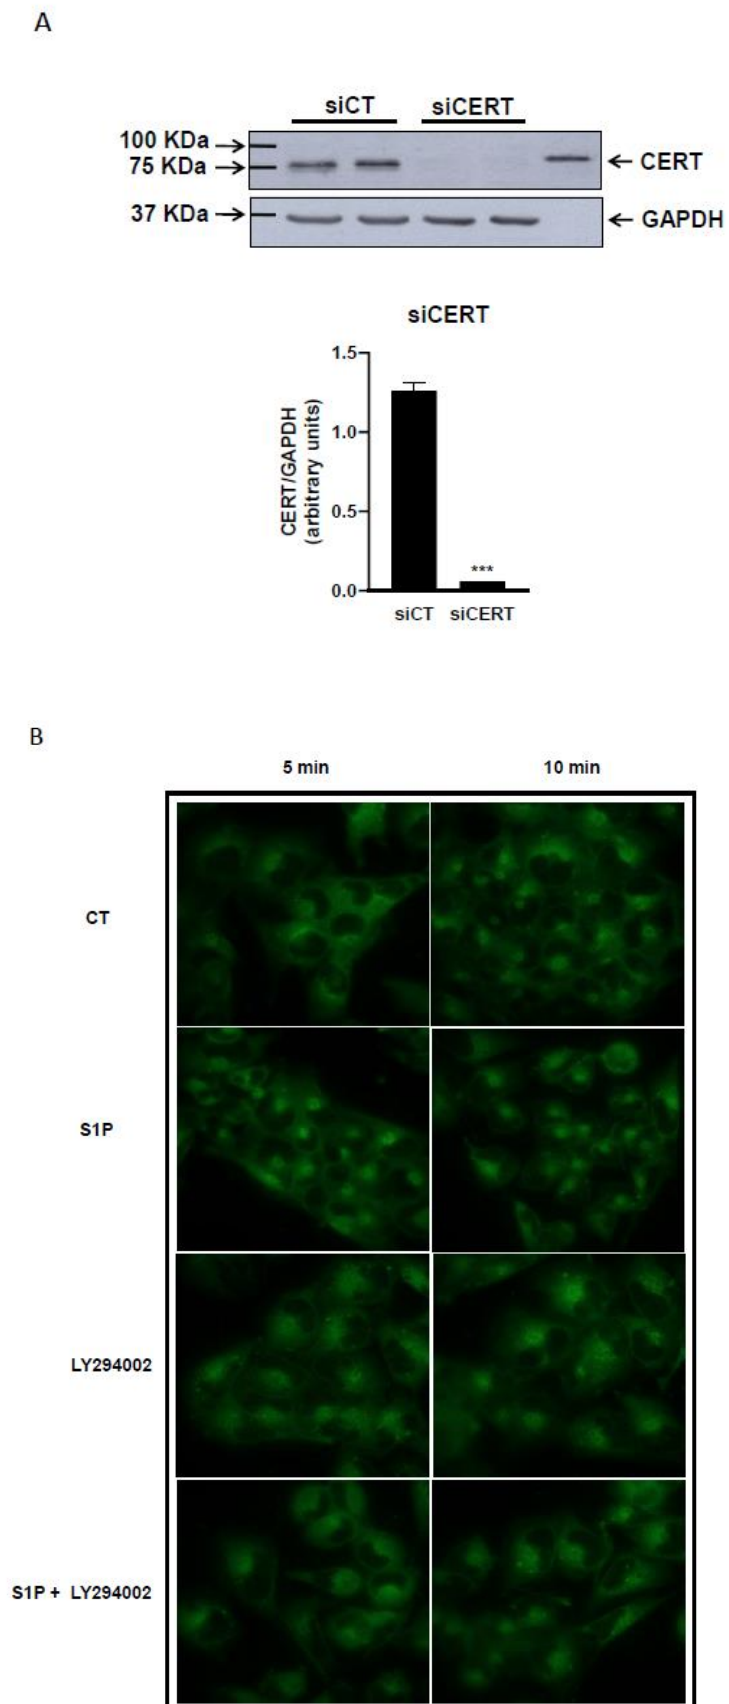 A
siCT siCERT
100 KDa
75 KDa
CERT
37 KDa
GAPDH
siCERT
1.5
1.0
0.5
0.0
CERT/GAPDH
(arbitrary units)
***
siCT siCERT
B
5 min 10 min
CT
S1P
LY294002
S1P + LY294002